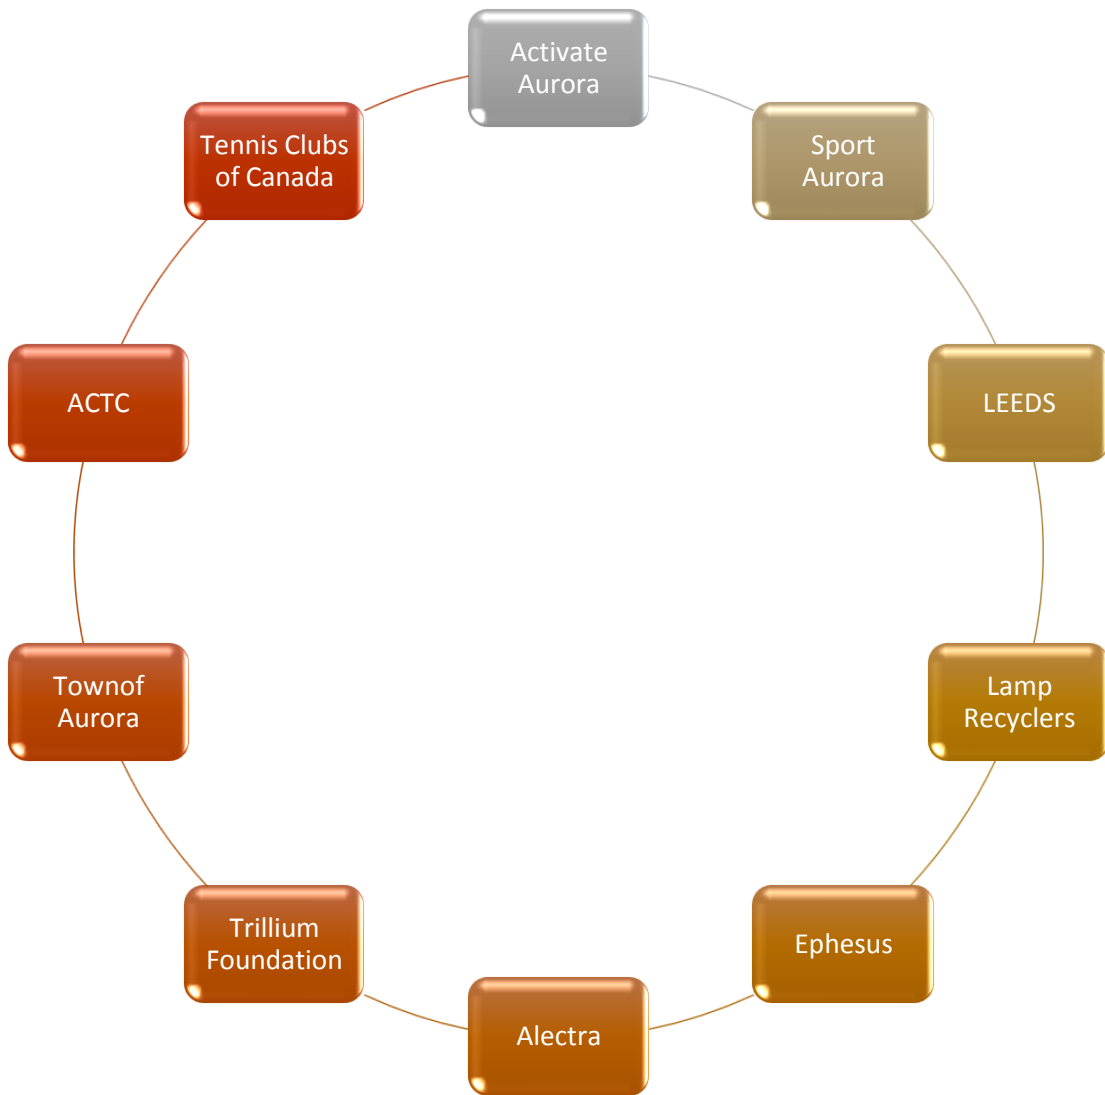 Activate
Aurora
Sport
Aurora
LEEDS
Lamp
Recyclers
Ephesus
Alectra
Trillium
Foundation
Townof
Aurora
ACTC
Tennis Clubs
of Canada